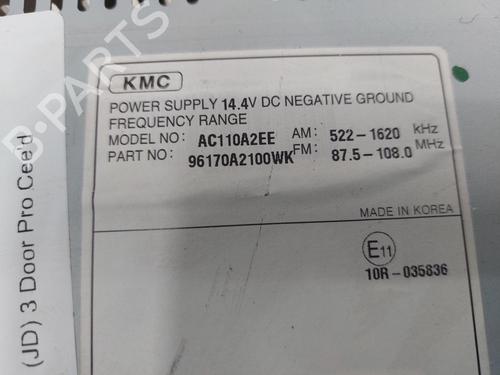 KMC
POWER SUPPLY 14.4V DC NEGATIVE GROUND
FREQUENCY RANGE
MODEL NO: AC110A2EE AM: 522-1620 kHz
PART NO: 96170A2100WK FM: 87.5-108.0 MHz
MADE IN KOREA
E11
10R-035836
(JD) 3 Door Pro Cee'd
B-PARTS